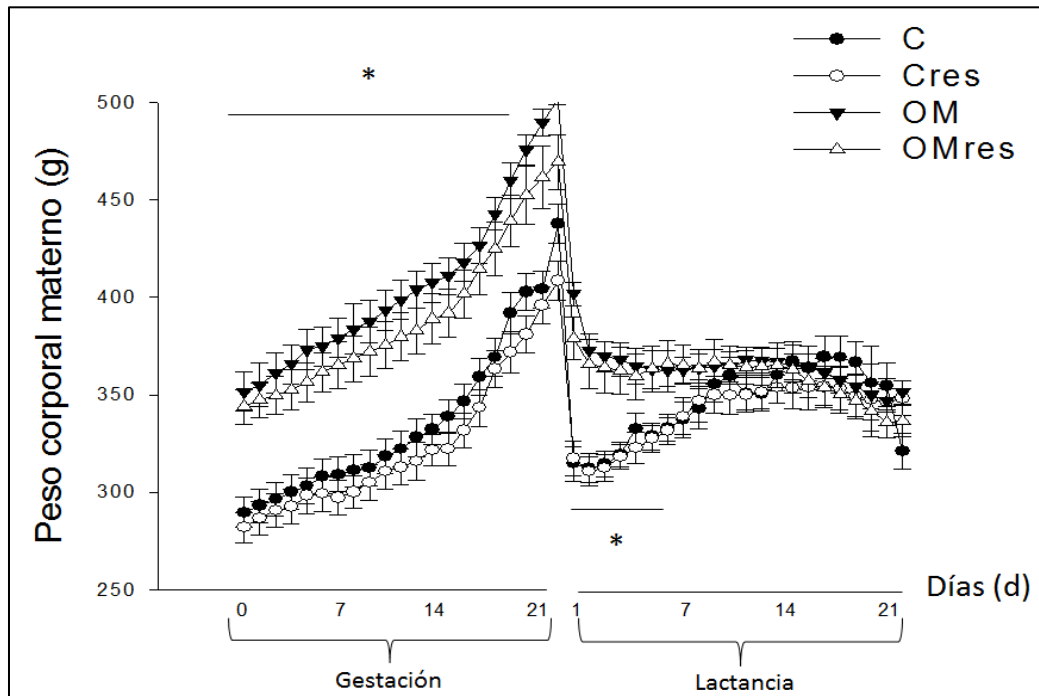 C
Cres
OM
OMres
*
500
450
400
350
300
250
Peso corporal materno (g)
*
Días (d)
0 7 14 21 1 7 14 21
Gestación Lactancia